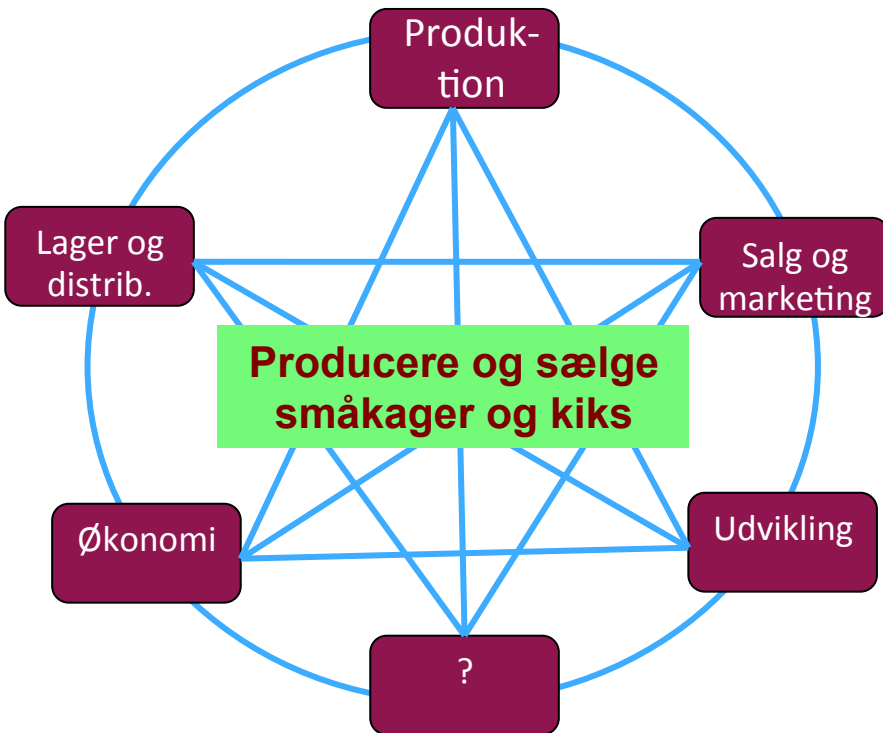 Produk-
tion
Lager og
distrib.
Salg og
marketing
Producere og sælge
småkager og kiks
Økonomi
Udvikling
?